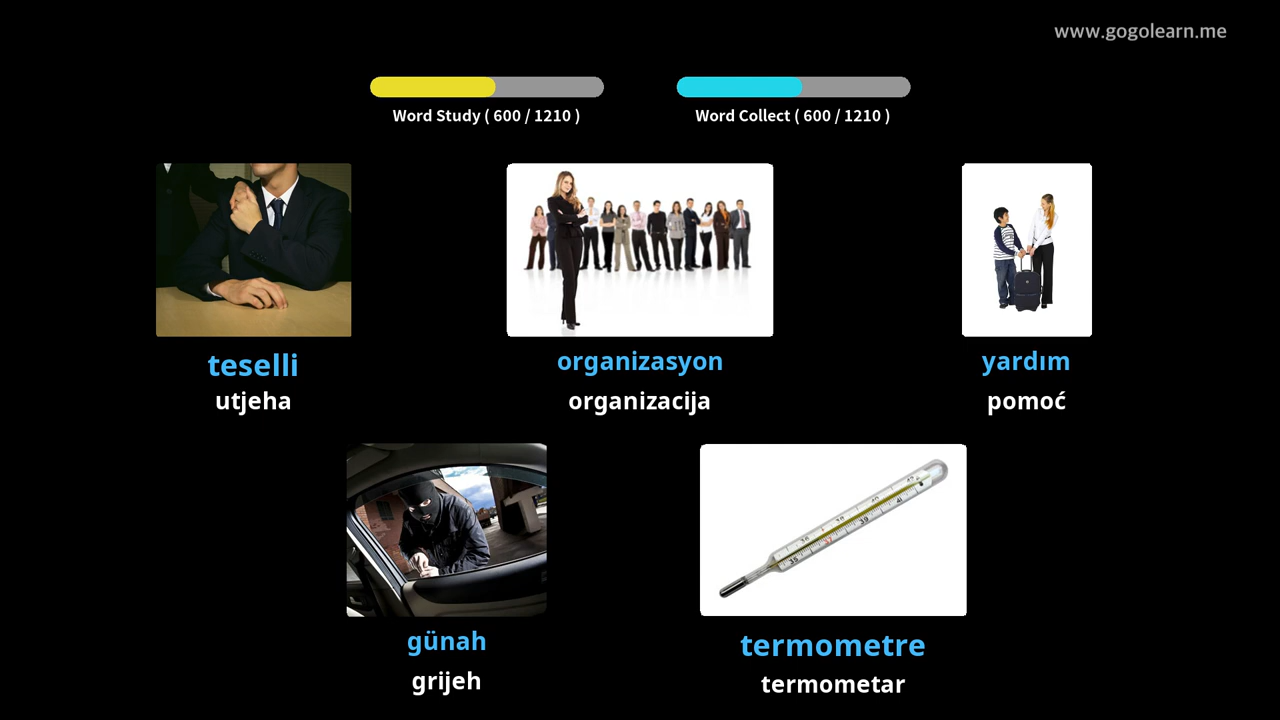 www.gogolearn.me
Word Study ( 600 / 1210 )
Word Collect ( 600 / 1210 )
teselli
utjeha
organizasyon
organizacija
yardım
pomoć
günah
grijeh
termometre
termometar